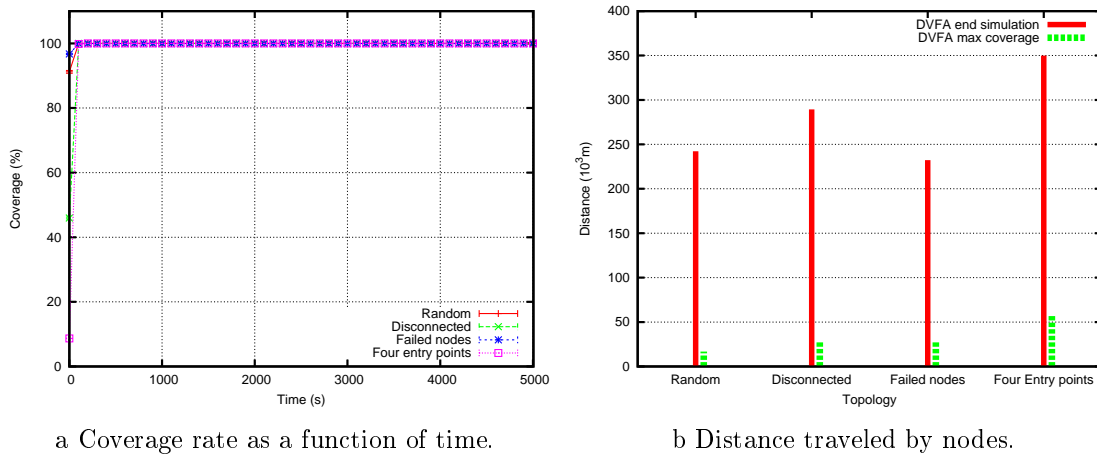 100
80
60
40
20
0
Coverage (%)
0 1000 2000 3000 4000 5000
Time (s)
Random
Disconnected
Failed nodes
Four entry points
a Coverage rate as a function of time.
400
350
300
250
200
150
100
50
0
Distance (10³m)
DVFA end simulation
DVFA max coverage
Random Disconnected Failed nodes Four Entry points
Topology
b Distance traveled by nodes.